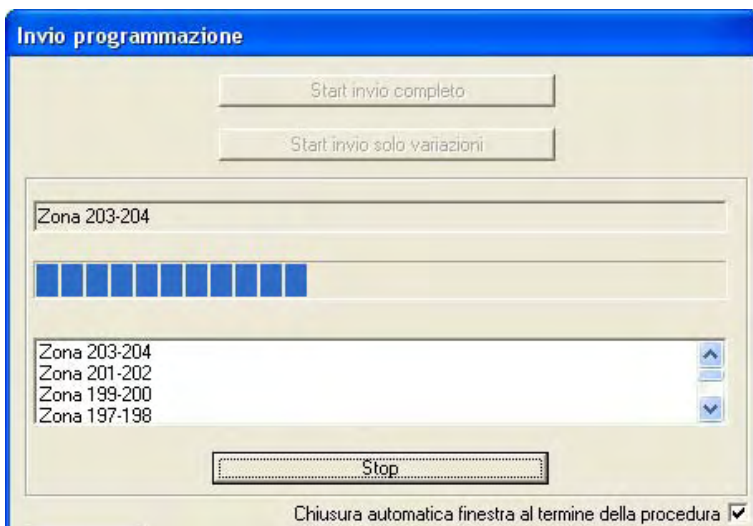 Invio programmazione
Start invio completo
Start invio solo variazioni
Zona 203-204
Zona 203-204
Zona 201-202
Zona 199-200
Zona 197-198
Stop
Chiusura automatica finestra al termine della procedura